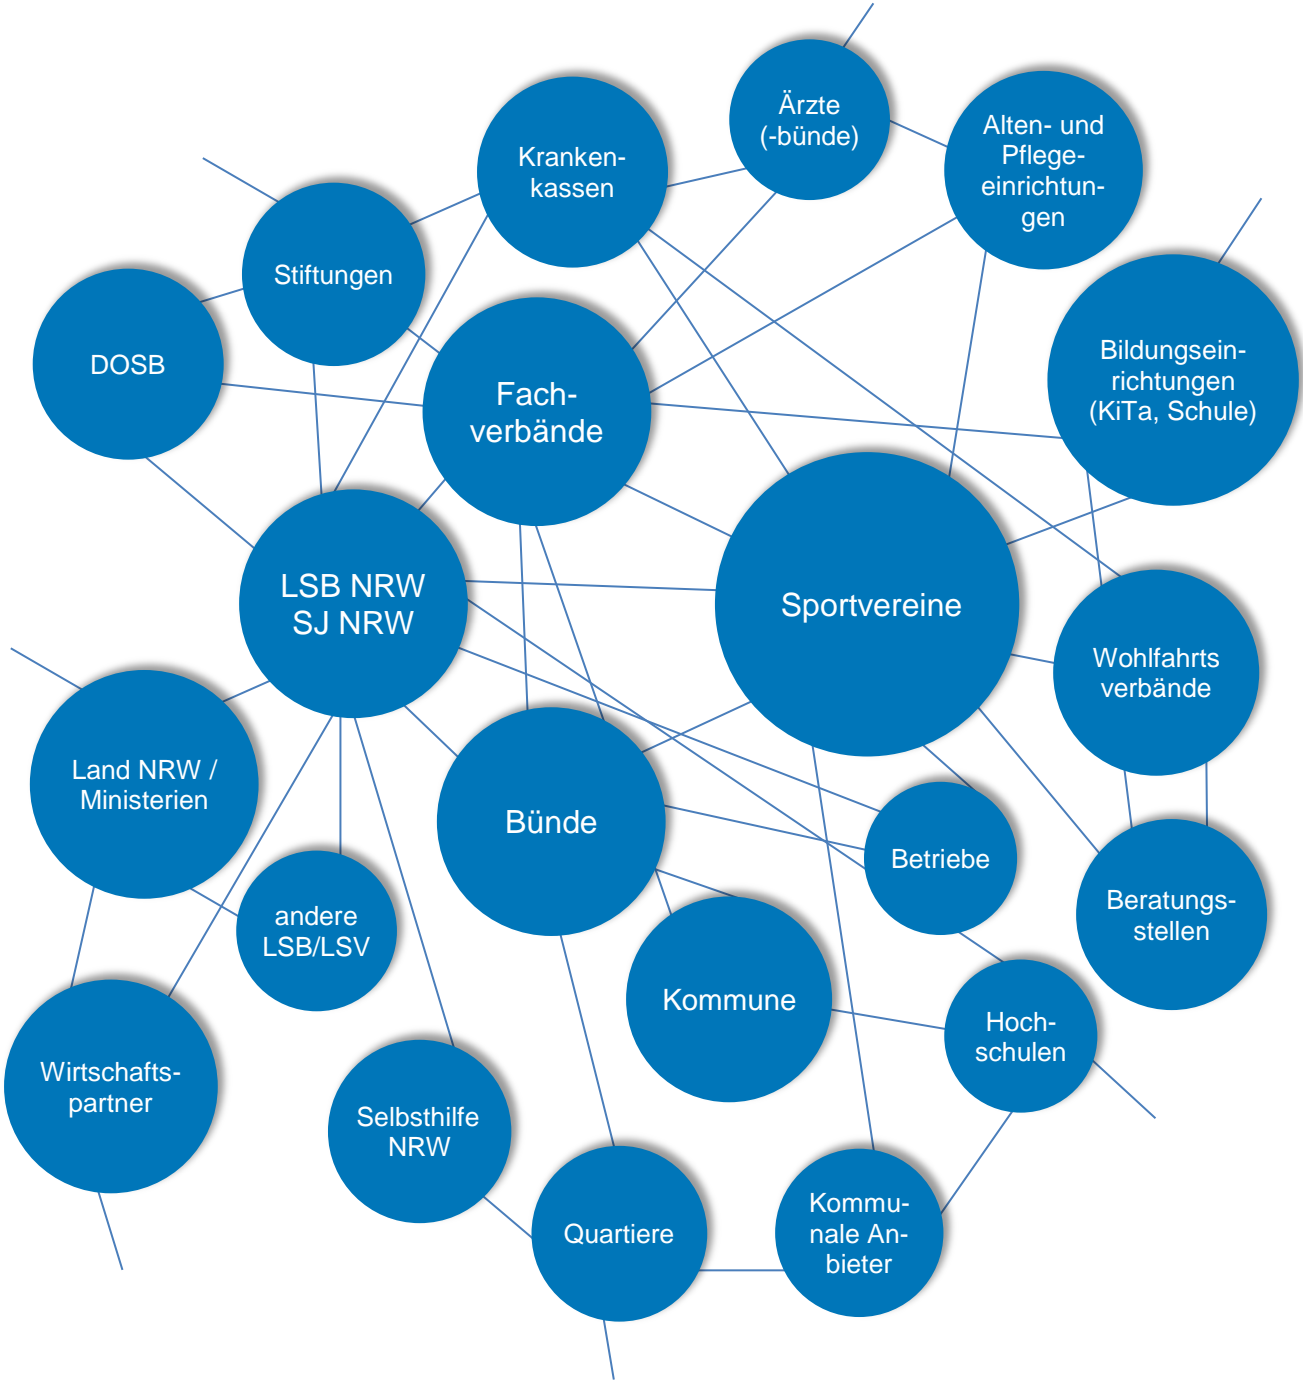 Ärzte
(-bünde)
Alten- und
Pflege-
einrichtun-
gen
Kranken-
kassen
Stiftungen
DOSB
Bildungsein-
richtungen
(KiTa, Schule)
Fach-
verbände
LSB NRW
SJ NRW
Sportvereine
Wohlfahrts
verbände
Land NRW /
Ministerien
Bünde
Betriebe
Beratungs-
stellen
andere
LSB/LSV
Kommune
Hoch-
schulen
Wirtschafts-
partner
Selbsthilfe
NRW
Quartiere
Kommu-
nale An-
bieter